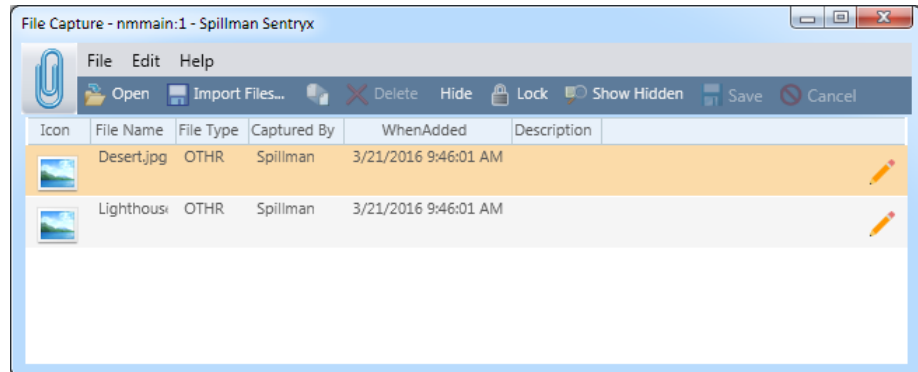 File Capture - nmmain:1 - Spillman Sentryx
File Edit Help
Open Import Files... Delete Hide Lock Show Hidden Save Cancel
Icon File Name File Type Captured By WhenAdded Description
Desert.jpg OTHR Spillman 3/21/2016 9:46:01 AM
Lighthouse OTHR Spillman 3/21/2016 9:46:01 AM